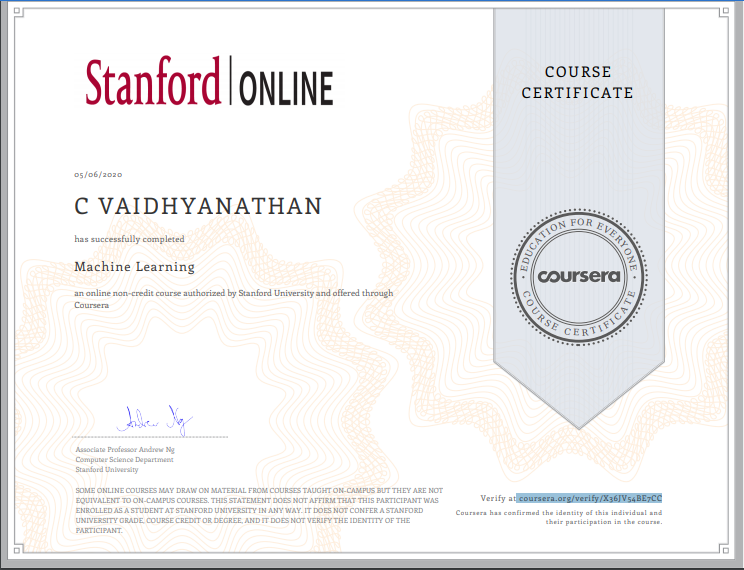 Stanford | ONLINE
COURSE
CERTIFICATE
05/06/2020
C VAIDHYANATHAN
has successfully completed
Machine Learning
an online non-credit course authorized by Stanford University and offered through
Coursera
EDUCATION FOR EVERYONE
coursera
COURSE CERTIFICATE
Andrew Ng
Associate Professor Andrew Ng
Computer Science Department
Stanford University
SOME ONLINE COURSES MAY DRAW ON MATERIAL FROM COURSES TAUGHT ON-CAMPUS BUT THEY ARE NOT
EQUIVALENT TO ON-CAMPUS COURSES. THIS STATEMENT DOES NOT AFFIRM THAT THIS PARTICIPANT WAS
ENROLLED AS A STUDENT AT STANFORD UNIVERSITY IN ANY WAY. IT DOES NOT CONFER A STANFORD
UNIVERSITY GRADE, COURSE CREDIT OR DEGREE, AND IT DOES NOT VERIFY THE IDENTITY OF THE
PARTICIPANT.
Verify at coursera.org/verify/X36JV54BE7CC
Coursera has confirmed the identity of this individual and
their participation in the course.